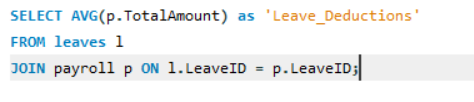 SELECT AVG(p.TotalAmount) as 'Leave_Deductions'
FROM leaves l
JOIN payroll p ON l.LeaveID = p.LeaveID;